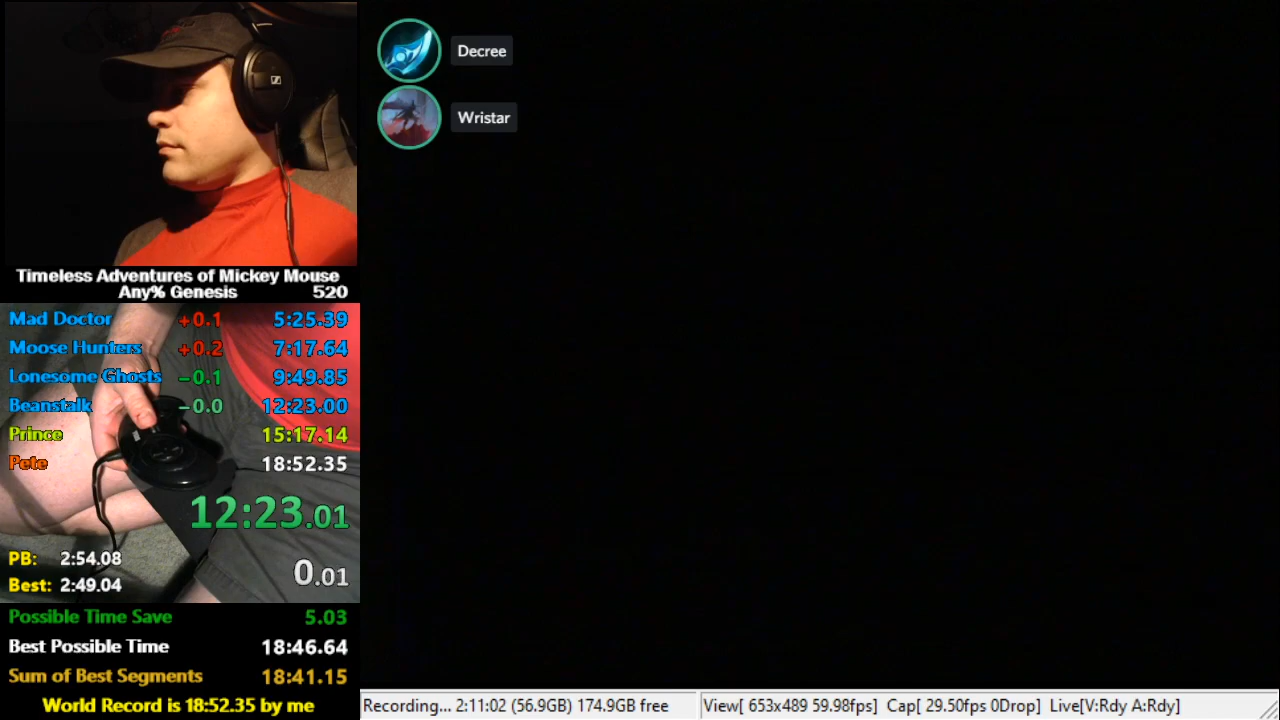 Decree
Wristar
Timeless Adventures of Mickey Mouse
Any% Genesis 520
Mad Doctor +0.1 5:25.39
Moose Hunters +0.2 7:17.64
Lonesome Ghosts -0.1 9:49.85
Beanstalk -0.0 12:23.00
Prince 15:17.14
Pete 18:52.35
12:23.01
PB: 2:54.08
0.01
Best: 2:49.04
Possible Time Save 5.03
Best Possible Time 18:46.64
Sum of Best Segments 18:41.15
World Record is 18:52.35 by me
Recording... 2:11:02 (56.9GB) 174.9GB free View[ 653x489 59.98fps] Cap[ 29.50fps 0Drop] Live[V:Rdy A:Rdy]